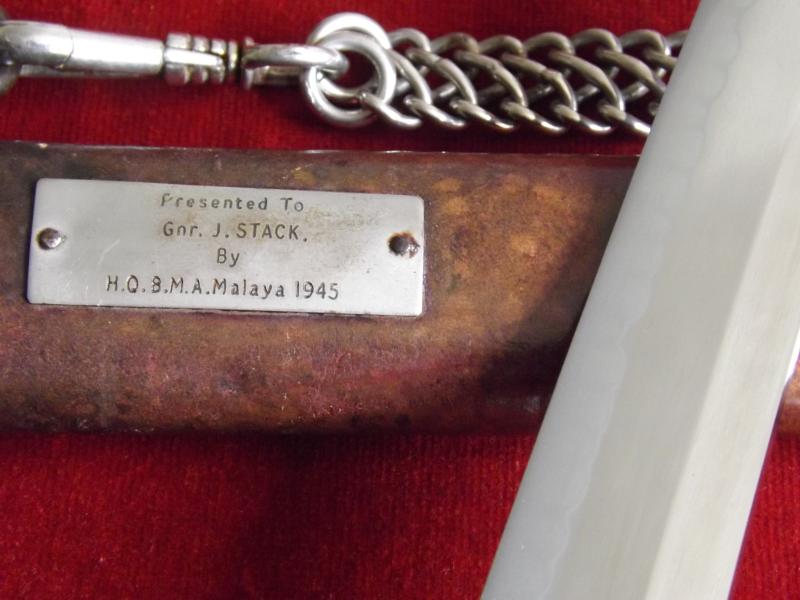 Presented To
Gnr. J. STACK.
By
H.Q.B.M.A.Malaya 1945